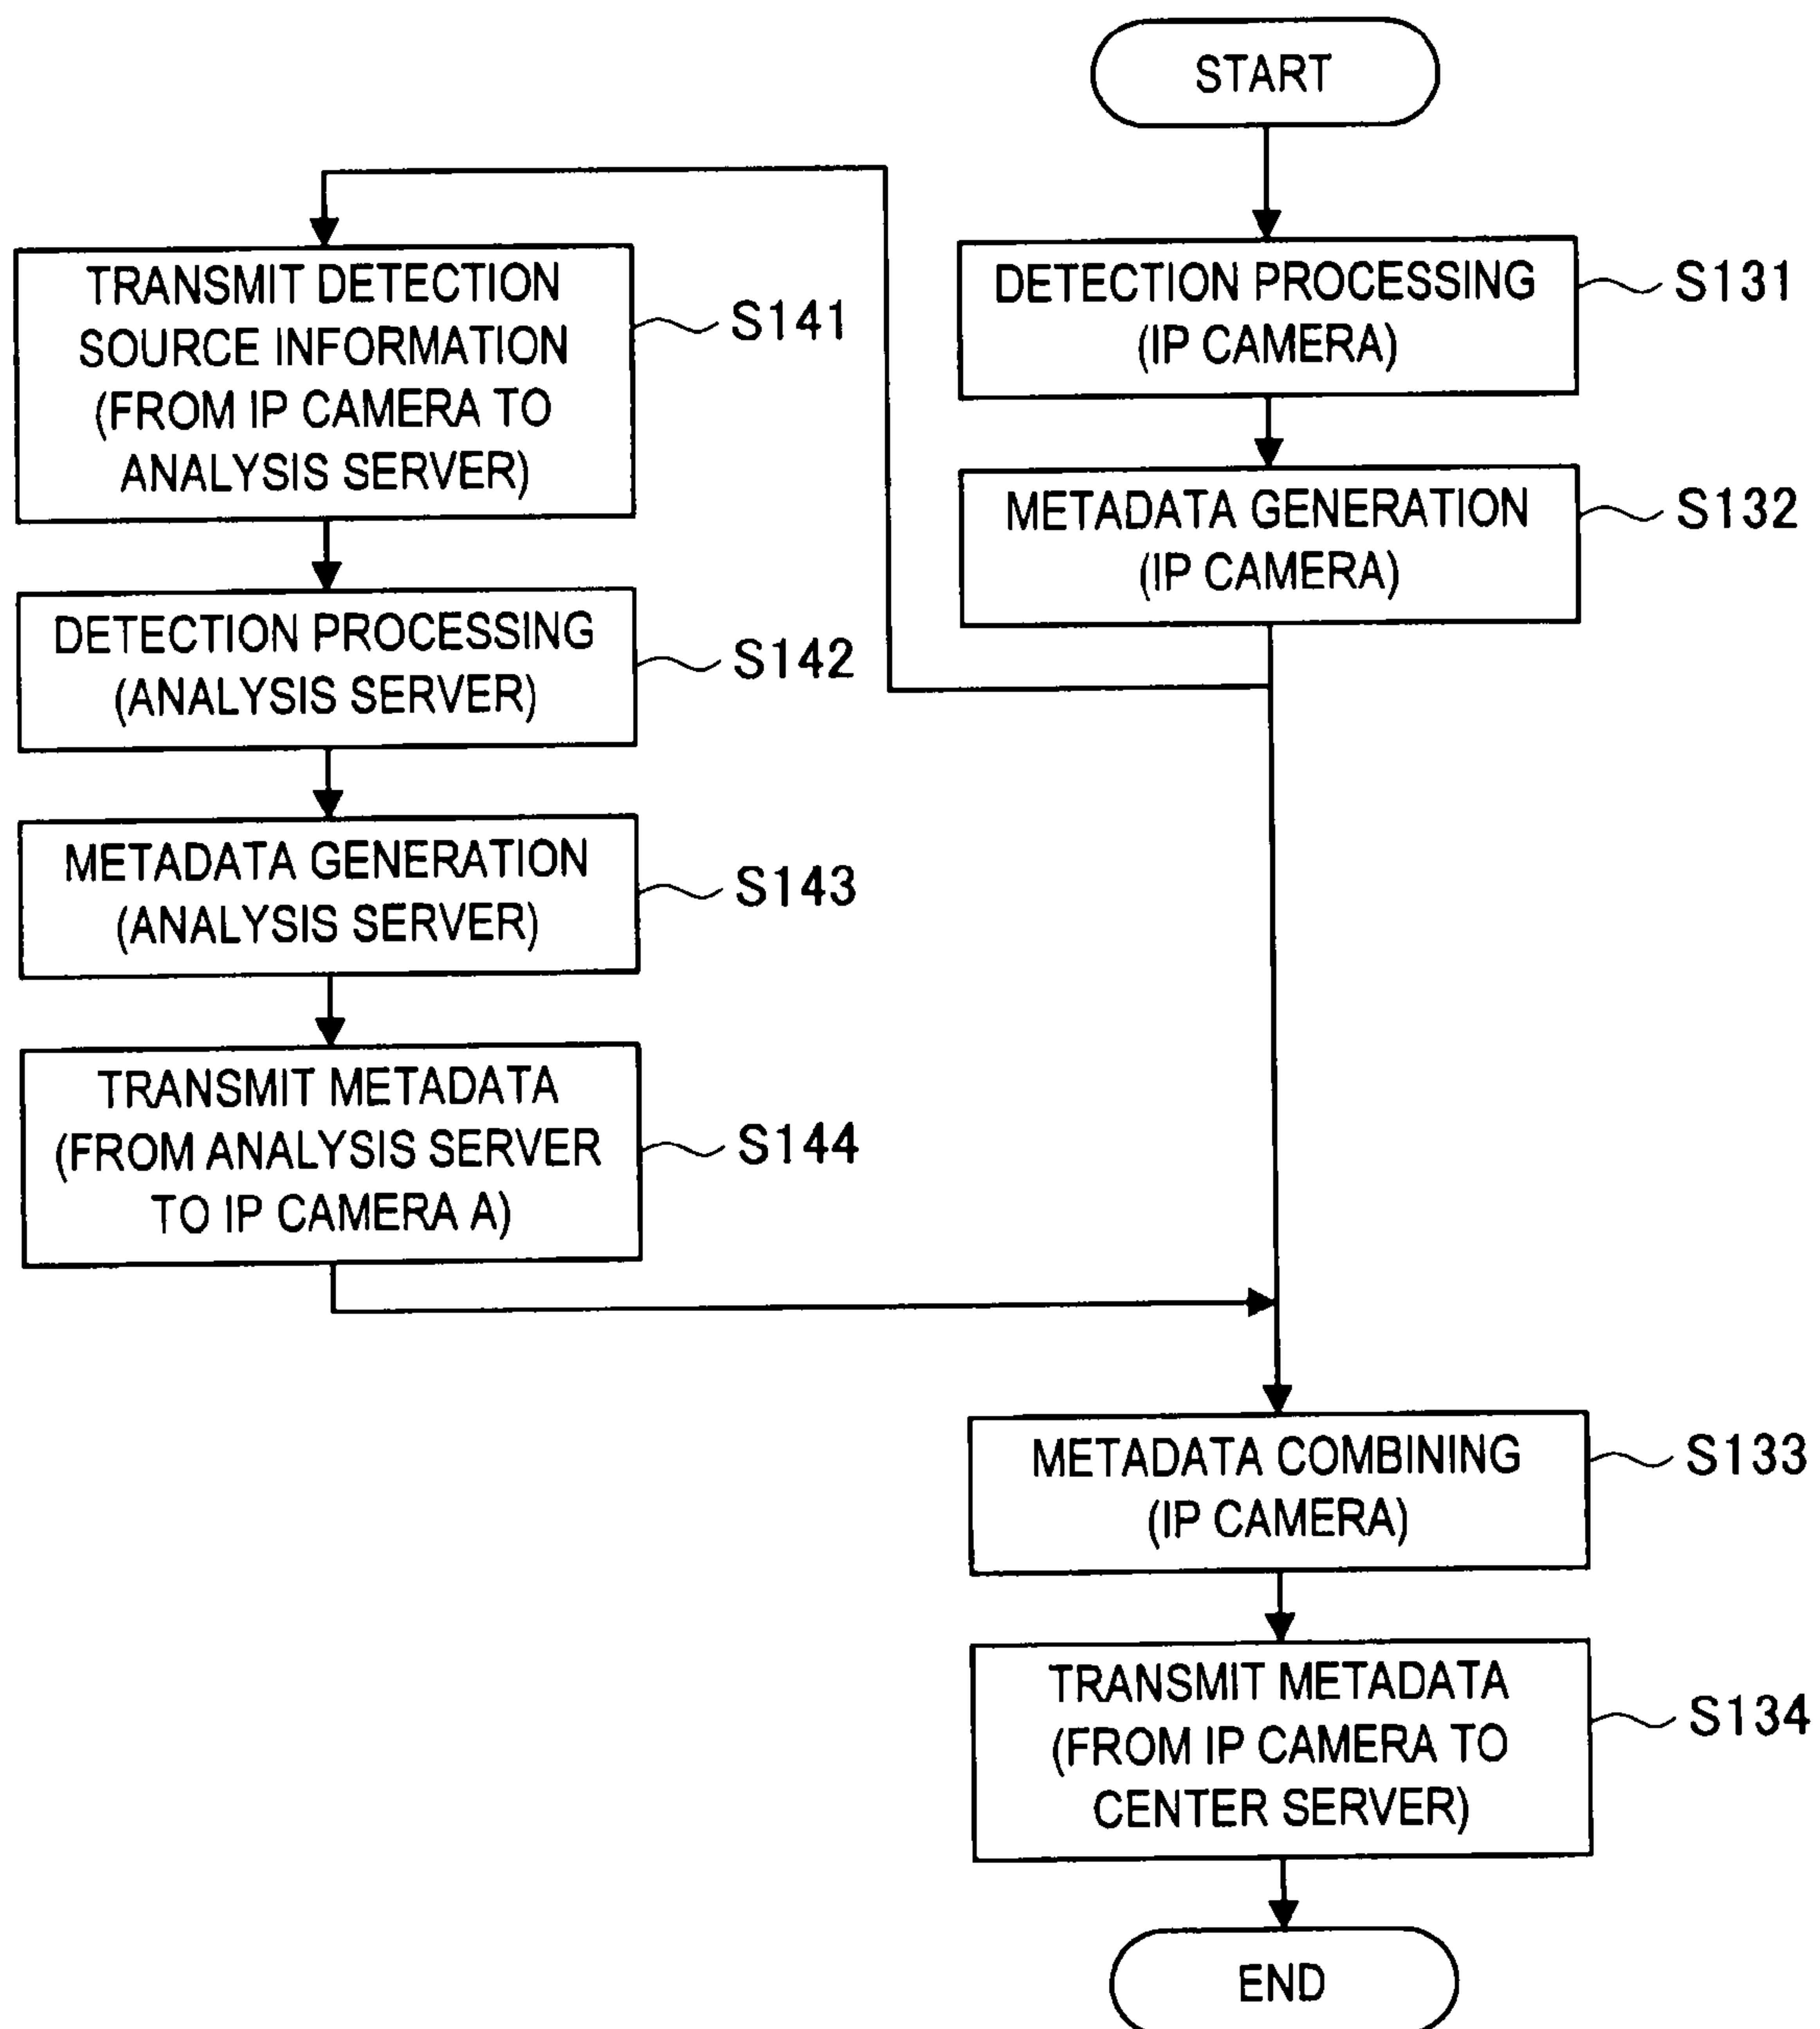 START
DETECTION PROCESSING
(IP CAMERA)
S131
METADATA GENERATION
(IP CAMERA)
S132
TRANSMIT DETECTION
SOURCE INFORMATION
(FROM IP CAMERA TO
ANALYSIS SERVER)
S141
DETECTION PROCESSING
(ANALYSIS SERVER)
S142
METADATA GENERATION
(ANALYSIS SERVER)
S143
TRANSMIT METADATA
(FROM ANALYSIS SERVER
TO IP CAMERA A)
S144
METADATA COMBINING
(IP CAMERA)
S133
TRANSMIT METADATA
(FROM IP CAMERA TO
CENTER SERVER)
S134
END